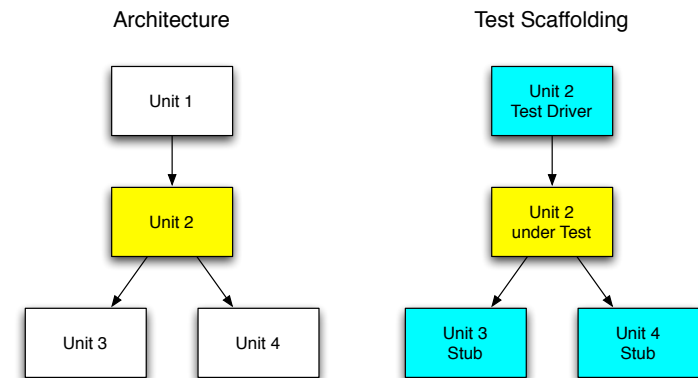 Architecture
Test Scaffolding
Unit 1
Unit 2
Test Driver
Unit 2
Unit 2
under Test
Unit 3
Unit 4
Unit 3
Stub
Unit 4
Stub